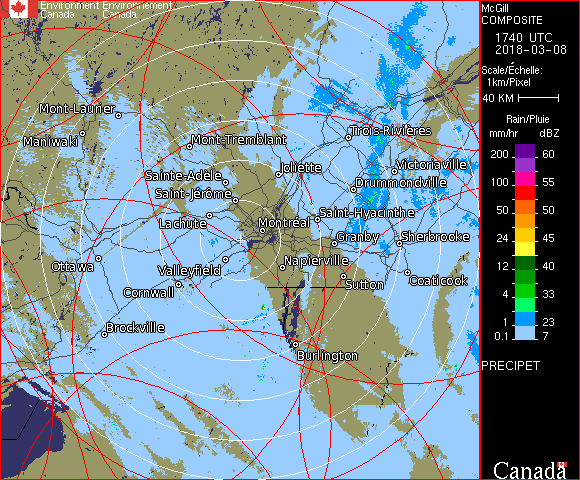 Environment Environnement
Canada Canada
McGill
COMPOSITE
1740 UTC
2018-03-08
Scale/Échelle:
1km/Pixel
40 KM
Rain/Pluie
mm/hr dBZ
200 60
150 57
100 55
50 50
24 45
12 40
4 33
1 23
0.1 7
PRECIPET
Canada
Mont-Laurier
Maniwaki
Mont-Tremblant
Trois-Rivières
Joliette
Victoriaville
Sainte-Adèle
Drummondville
Saint-Jérôme
Saint-Hyacinthe
Lachute
Montréal
Granby
Sherbrooke
Ottawa
Valleyfield
Napierville
Coaticook
Cornwall
Sutton
Brockville
Burlington